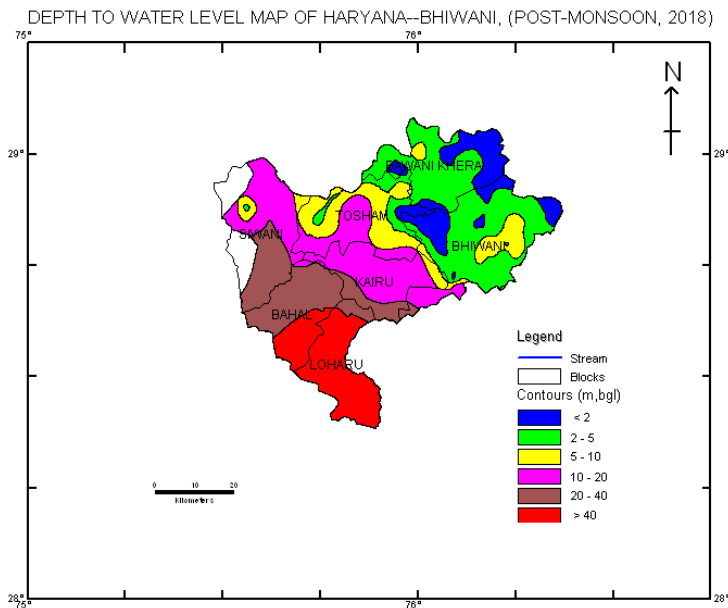 DEPTH TO WATER LEVEL MAP OF HARYANA--BHIWANI, (POST-MONSOON, 2018)
75° 76°
N
29° 29°
BAWANI KHERA
TOSHAM
SIWANI
BHIWANI
KAIRU
BAHAL
LOHARU
Legend
Stream
Blocks
Contours (m,bgl)
< 2
2 - 5
5 - 10
10 - 20
20 - 40
> 40
20 0 20
Kilometers
28° 28°
75° 76°